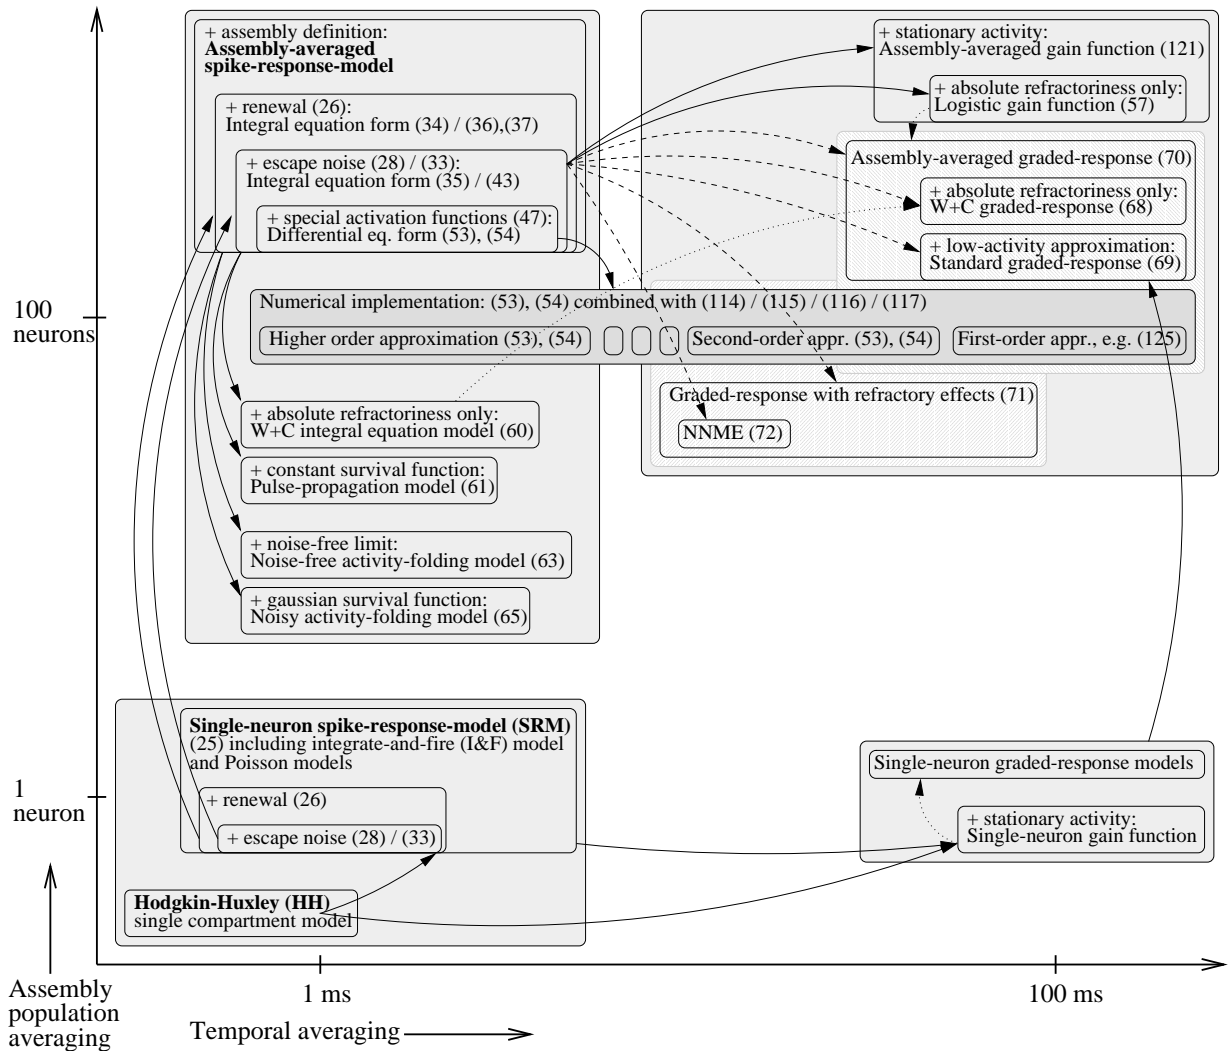 + assembly definition:
Assembly-averaged
spike-response-model
+ renewal (26):
Integral equation form (34) / (36),(37)
+ escape noise (28) / (33):
Integral equation form (35) / (43)
+ special activation functions (47):
Differential eq. form (53), (54)
+ stationary activity:
Assembly-averaged gain function (121)
+ absolute refractoriness only:
Logistic gain function (57)
Assembly-averaged graded-response (70)
+ absolute refractoriness only:
W+C graded-response (68)
+ low-activity approximation:
Standard graded-response (69)
100
neurons
Numerical implementation: (53), (54) combined with (114) / (115) / (116) / (117)
Higher order approximation (53), (54)
Second-order appr. (53), (54)
First-order appr., e.g. (125)
Graded-response with refractory effects (71)
NNME (72)
+ absolute refractoriness only:
W+C integral equation model (60)
+ constant survival function:
Pulse-propagation model (61)
+ noise-free limit:
Noise-free activity-folding model (63)
+ gaussian survival function:
Noisy activity-folding model (65)
1
neuron
Single-neuron spike-response-model (SRM)
(25) including integrate-and-fire (I&F) model
and Poisson models
+ renewal (26)
+ escape noise (28) / (33)
Hodgkin-Huxley (HH)
single compartment model
Single-neuron graded-response models
+ stationary activity:
Single-neuron gain function
Assembly
population
averaging
1 ms
100 ms
Temporal averaging